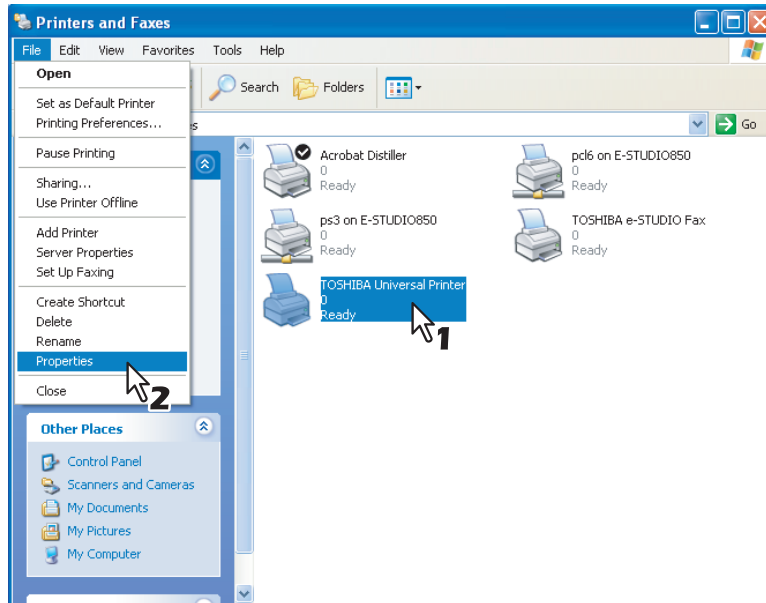 Printers and Faxes
File Edit View Favorites Tools Help
Search Folders
Go
Open
Set as Default Printer
Printing Preferences...
Pause Printing
Sharing...
Use Printer Offline
Add Printer
Server Properties
Set Up Faxing
Create Shortcut
Delete
Rename
Properties
Close
2
Other Places
Control Panel
Scanners and Cameras
My Documents
My Pictures
My Computer
Acrobat Distiller
0
Ready
pcl6 on E-STUDIO850
0
Ready
ps3 on E-STUDIO850
0
Ready
TOSHIBA e-STUDIO Fax
0
Ready
TOSHIBA Universal Printer
0
Ready
1